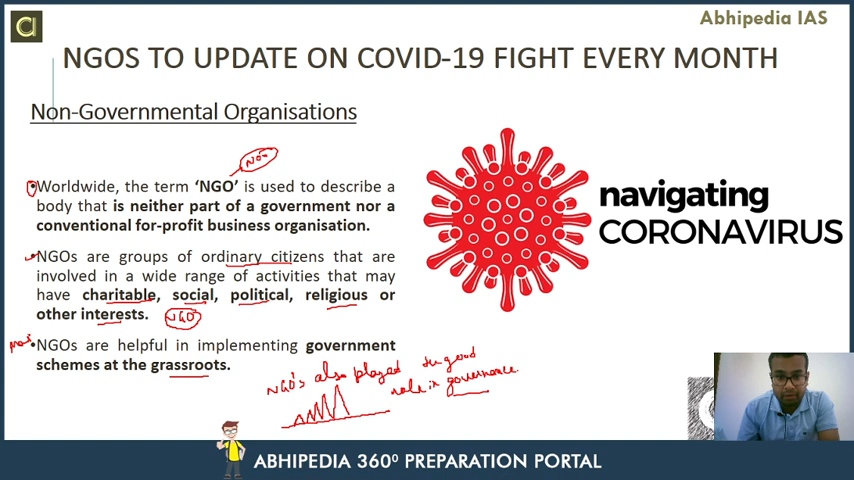 Abhipedia IAS
NGOS TO UPDATE ON COVID-19 FIGHT EVERY MONTH
Non-Governmental Organisations
Worldwide, the term ‘NGO’ is used to describe a
body that is neither part of a government nor a
conventional for-profit business organisation.
•NGOs are groups of ordinary citizens that are
involved in a wide range of activities that may
have charitable, social, political, religious or
other interests. NGO
•NGOs are helpful in implementing government
schemes at the grassroots.
NGO's also played the good
role in governance.
navigating
CORONAVIRUS
ABHIPEDIA 360⁰ PREPARATION PORTAL